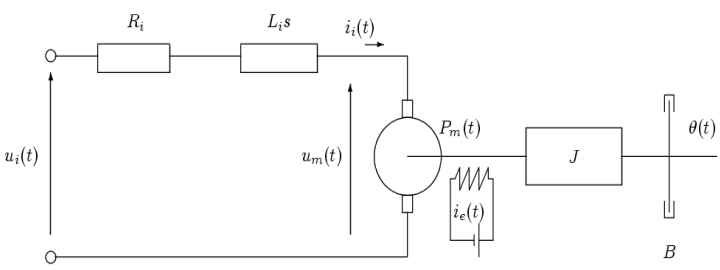 R_i
L_i s
i_i(t)
u_i(t)
u_m(t)
P_m(t)
J
θ(t)
i_e(t)
B